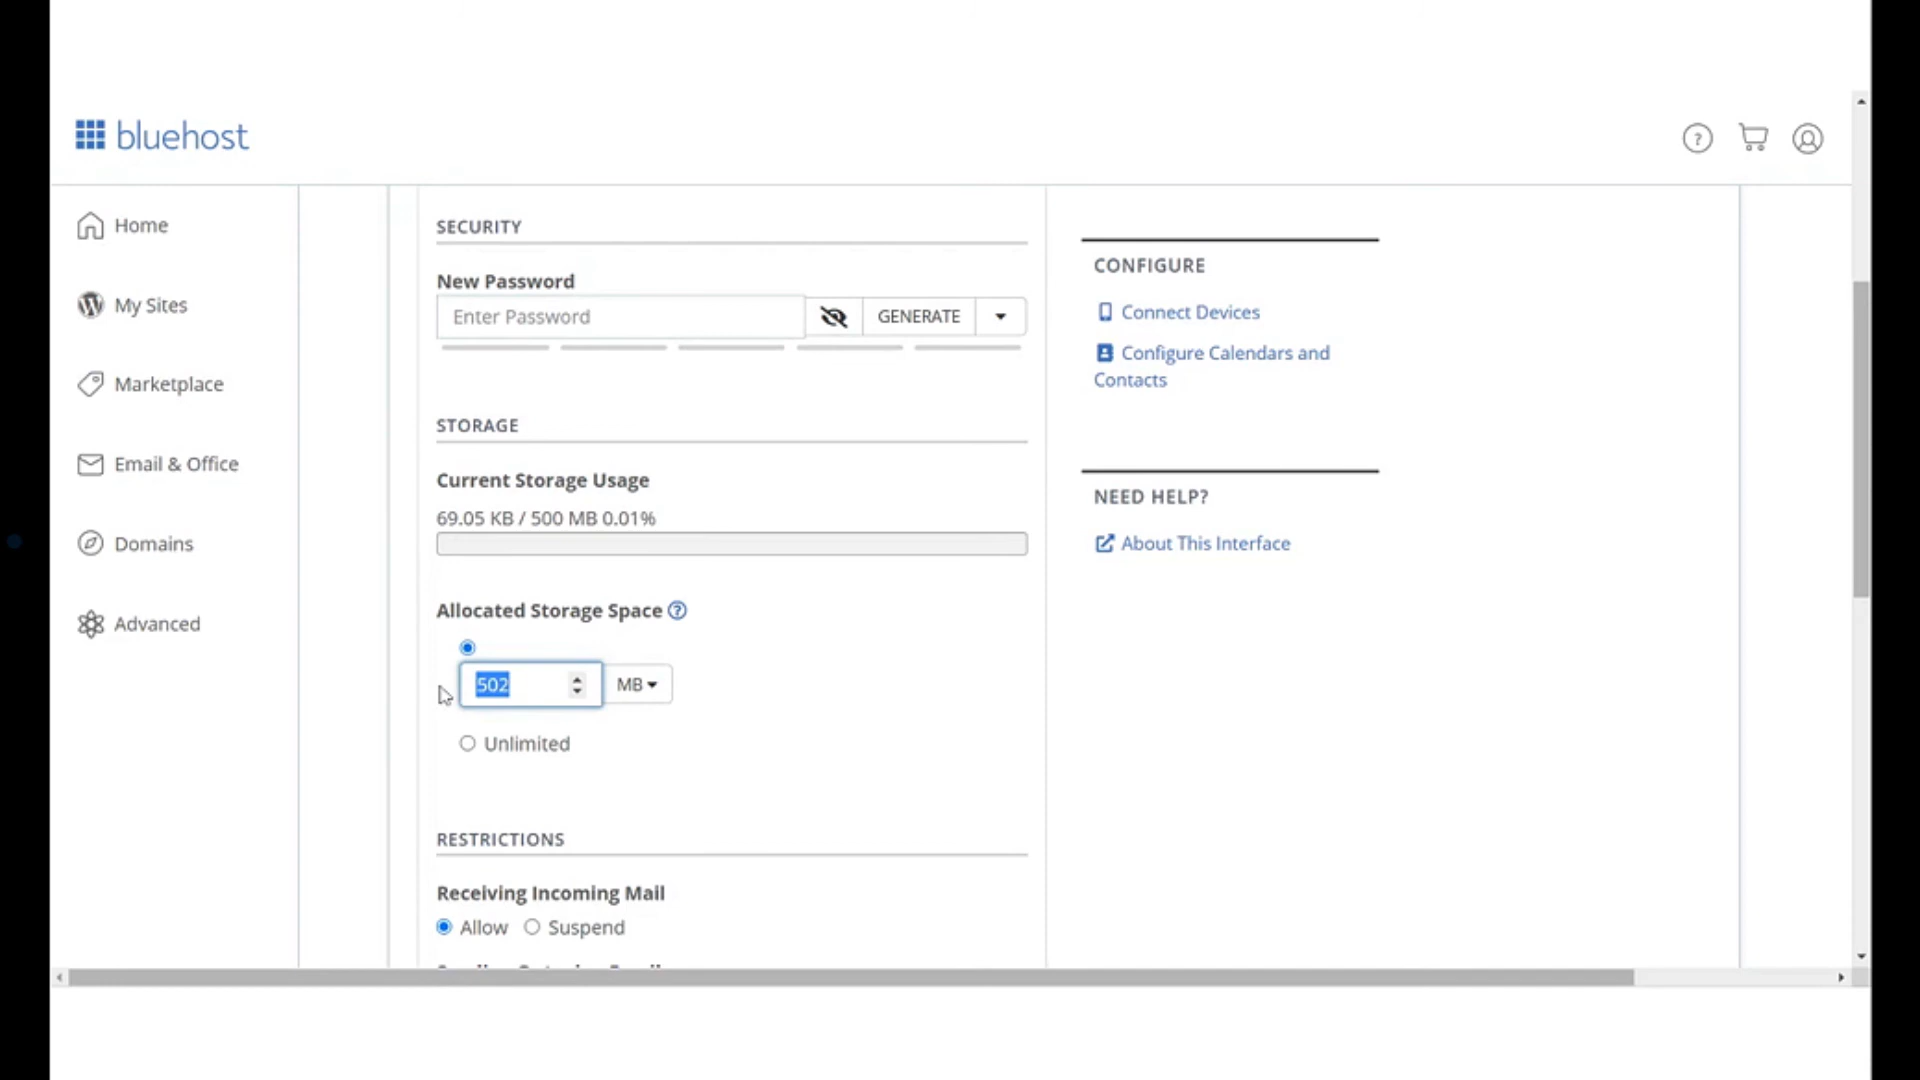 bluehost
?
Home
My Sites
Marketplace
Email & Office
Domains
Advanced
SECURITY
New Password
Enter Password
GENERATE
STORAGE
Current Storage Usage
69.05 KB / 500 MB 0.01%
Allocated Storage Space ?
502
MB
Unlimited
RESTRICTIONS
Receiving Incoming Mail
Allow Suspend
CONFIGURE
Connect Devices
Configure Calendars and
Contacts
NEED HELP?
About This Interface